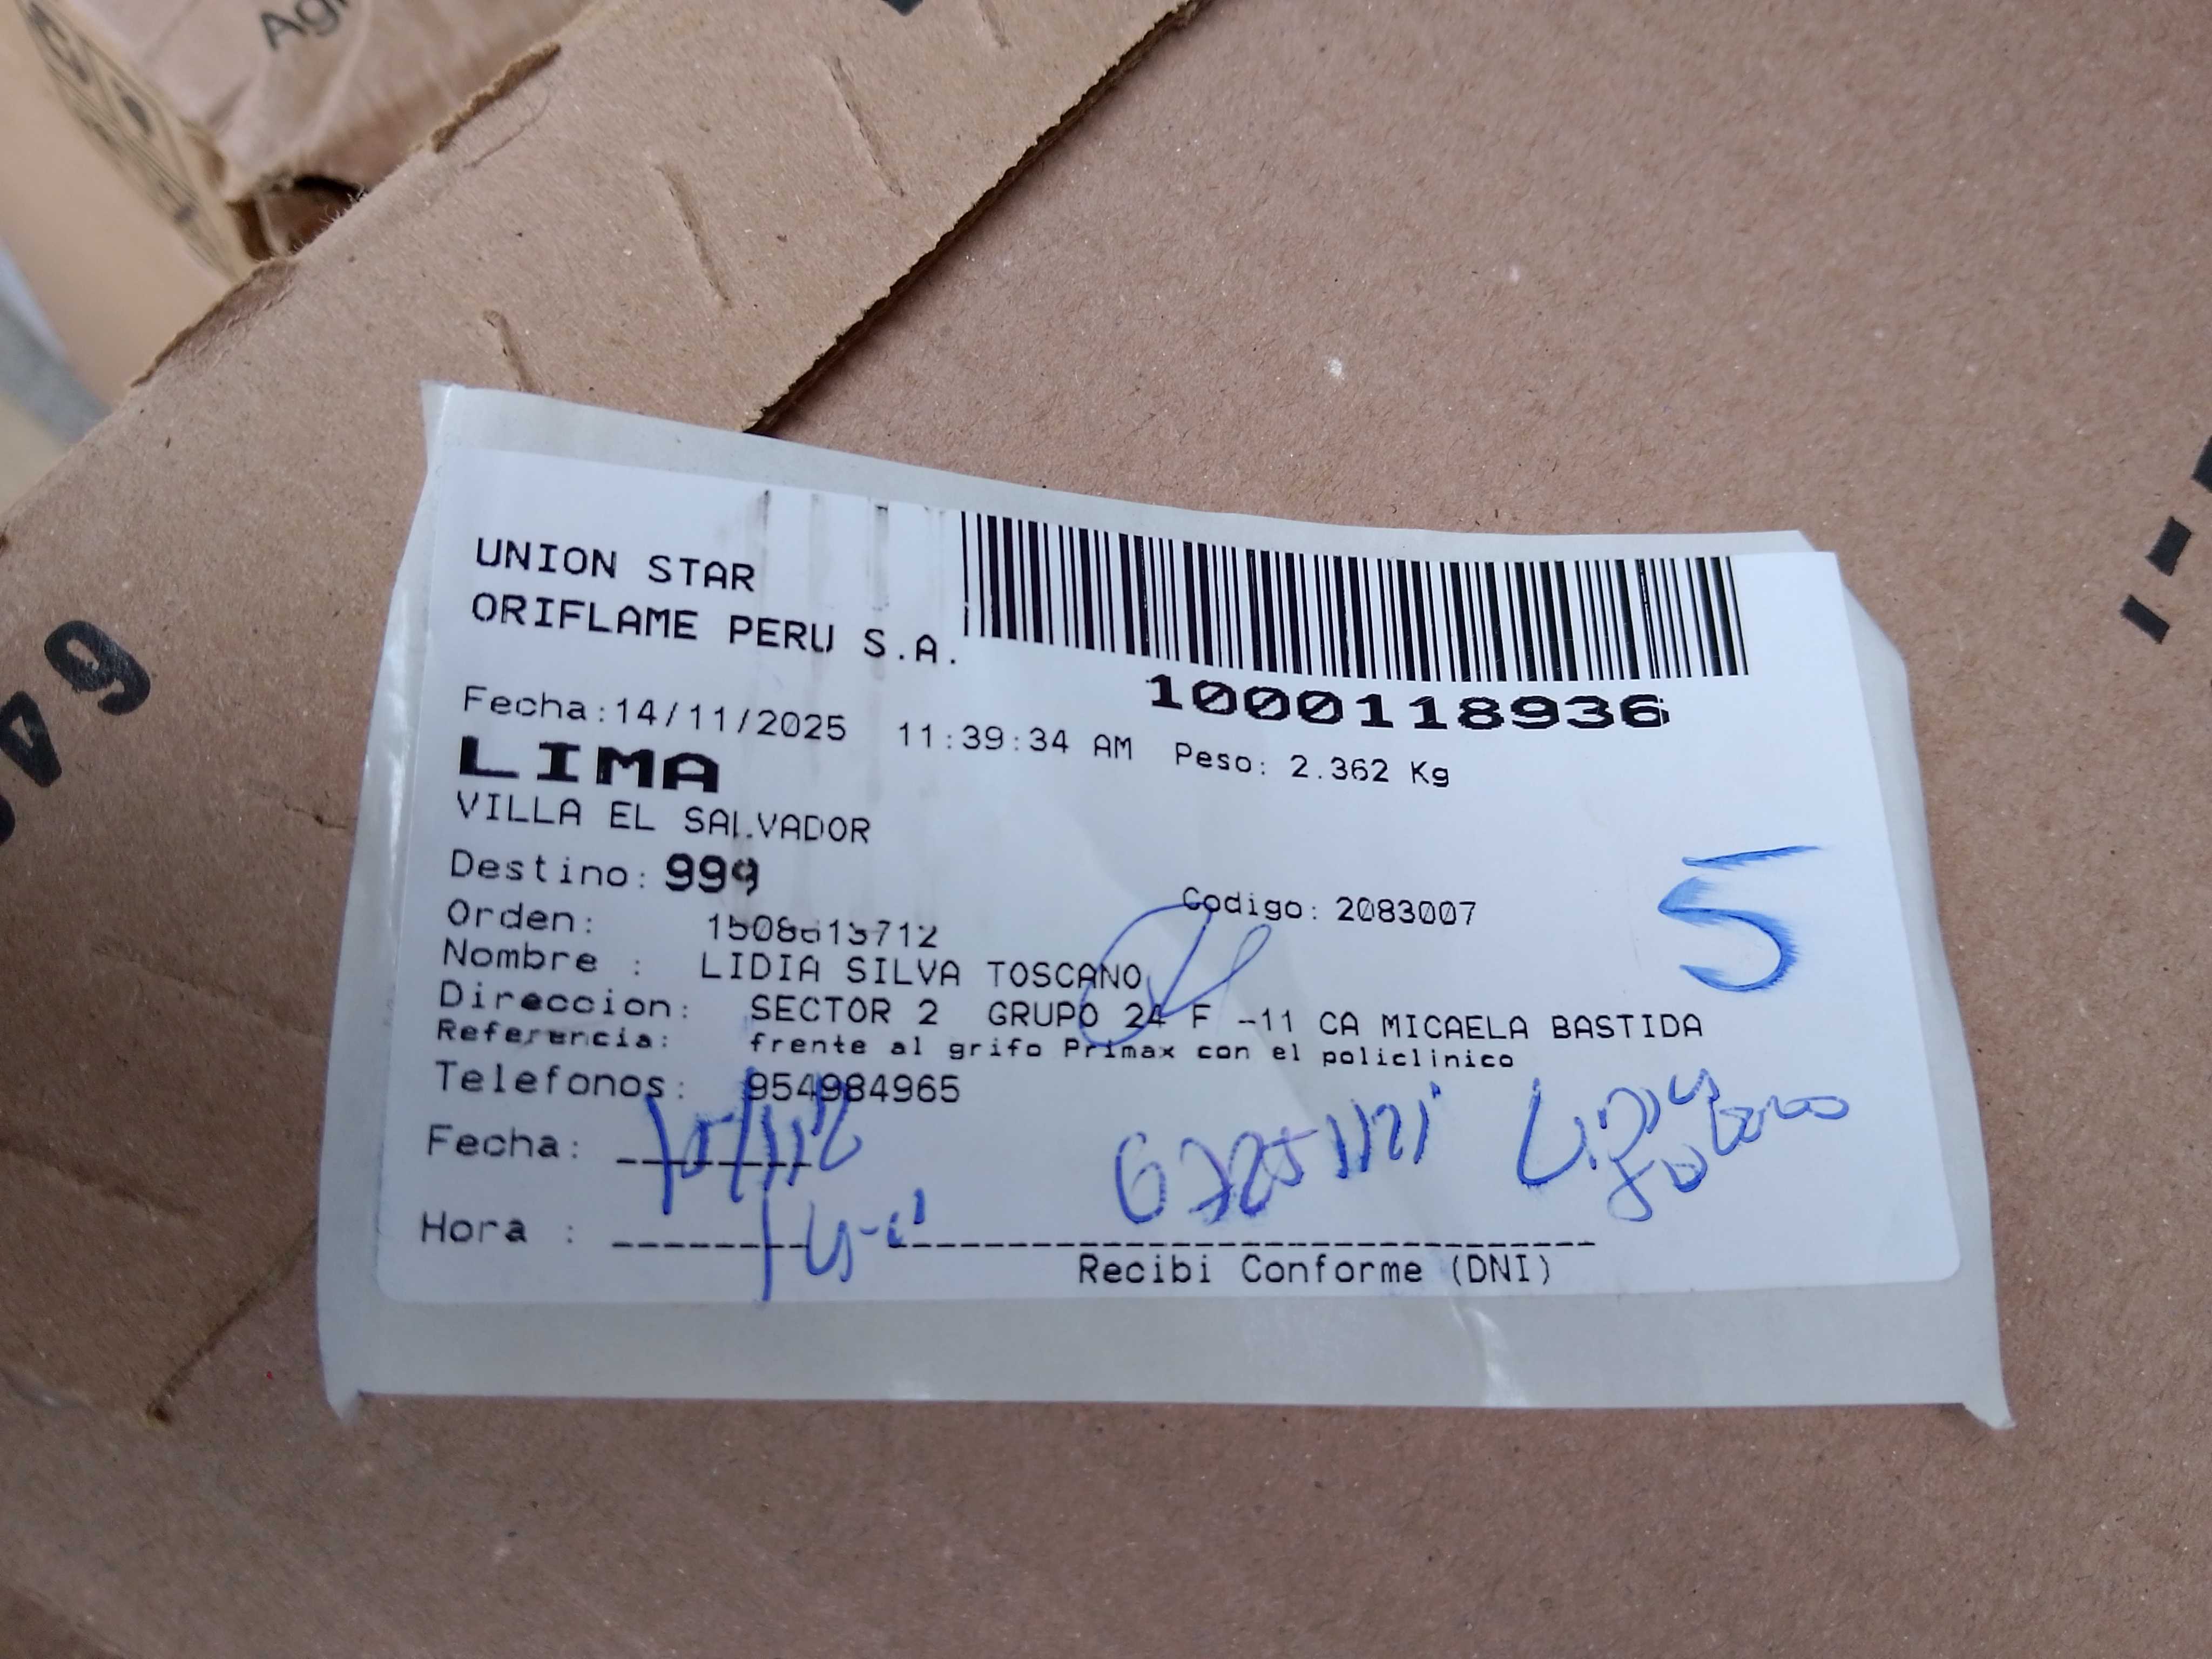 UNION STAR
ORIFLAME PERU S.A.
1000118936
Fecha:14/11/2025 11:39:34 AM Peso: 2.362 Kg
LIMA
VILLA EL SALVADOR
Destino: 999
Codigo: 2083007
5
Orden:
Nombre : LIDIA SILVA TOSCANO
Direccion: SECTOR 2 GRUPO 24 F -11 CA MICAELA BASTIDA
Referencia: frente al grifo Primax con el policlinico
Telefonos: 954984965
Fecha:
Hora :
Recibi Conforme (DNI)